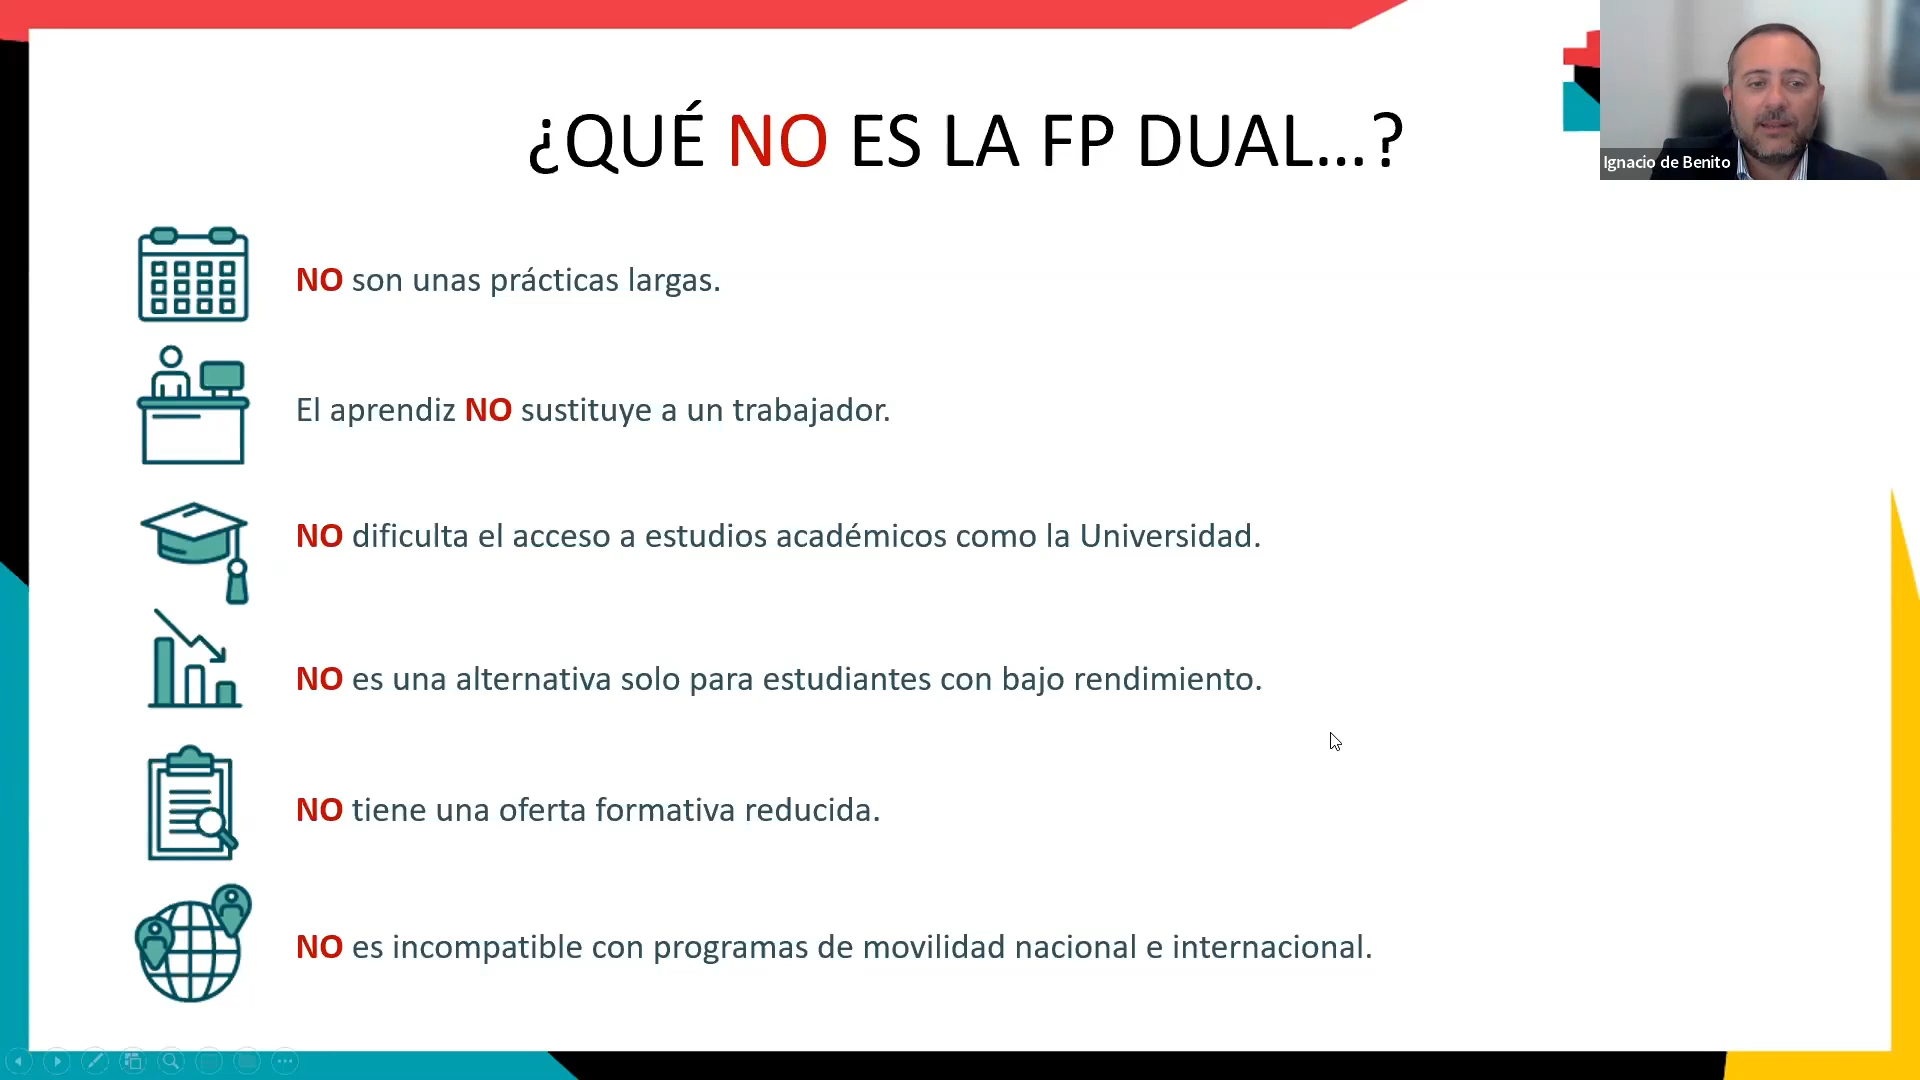 ¿QUÉ NO ES LA FP DUAL...?
Ignacio de Benito
NO son unas prácticas largas.
El aprendiz NO sustituye a un trabajador.
NO dificulta el acceso a estudios académicos como la Universidad.
NO es una alternativa solo para estudiantes con bajo rendimiento.
NO tiene una oferta formativa reducida.
NO es incompatible con programas de movilidad nacional e internacional.